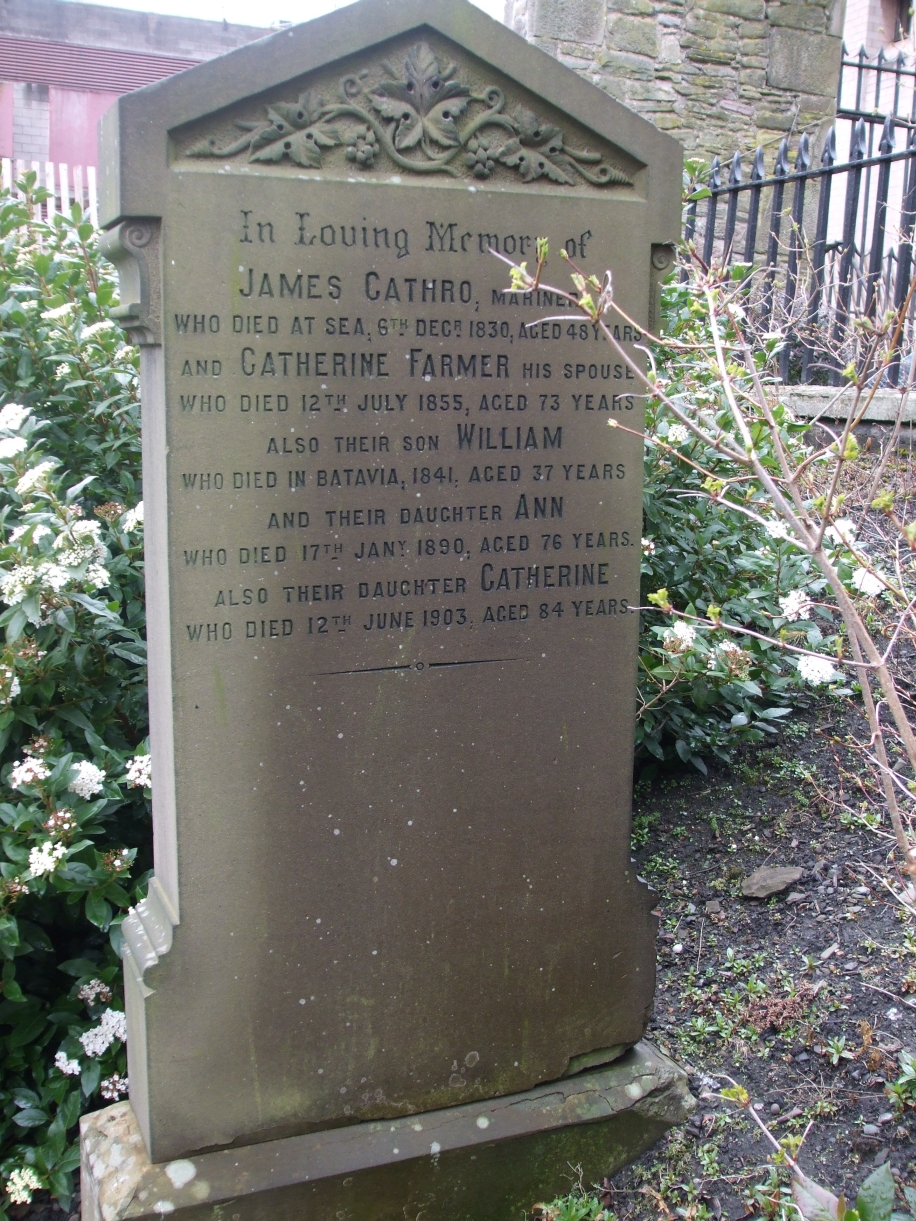 In Loving Memory of
JAMES CATHRO, MARINER
WHO DIED AT SEA, 6TH DECR 1830, AGED 48 YEARS
AND CATHERINE FARMER HIS SPOUSE
WHO DIED 12TH JULY 1855, AGED 73 YEARS
ALSO THEIR SON WILLIAM
WHO DIED IN BATAVIA, 1841, AGED 37 YEARS
AND THEIR DAUGHTER ANN
WHO DIED 17TH JANY. 1890, AGED 76 YEARS.
ALSO THEIR DAUGHTER CATHERINE
WHO DIED 12TH JUNE 1903, AGED 84 YEARS.